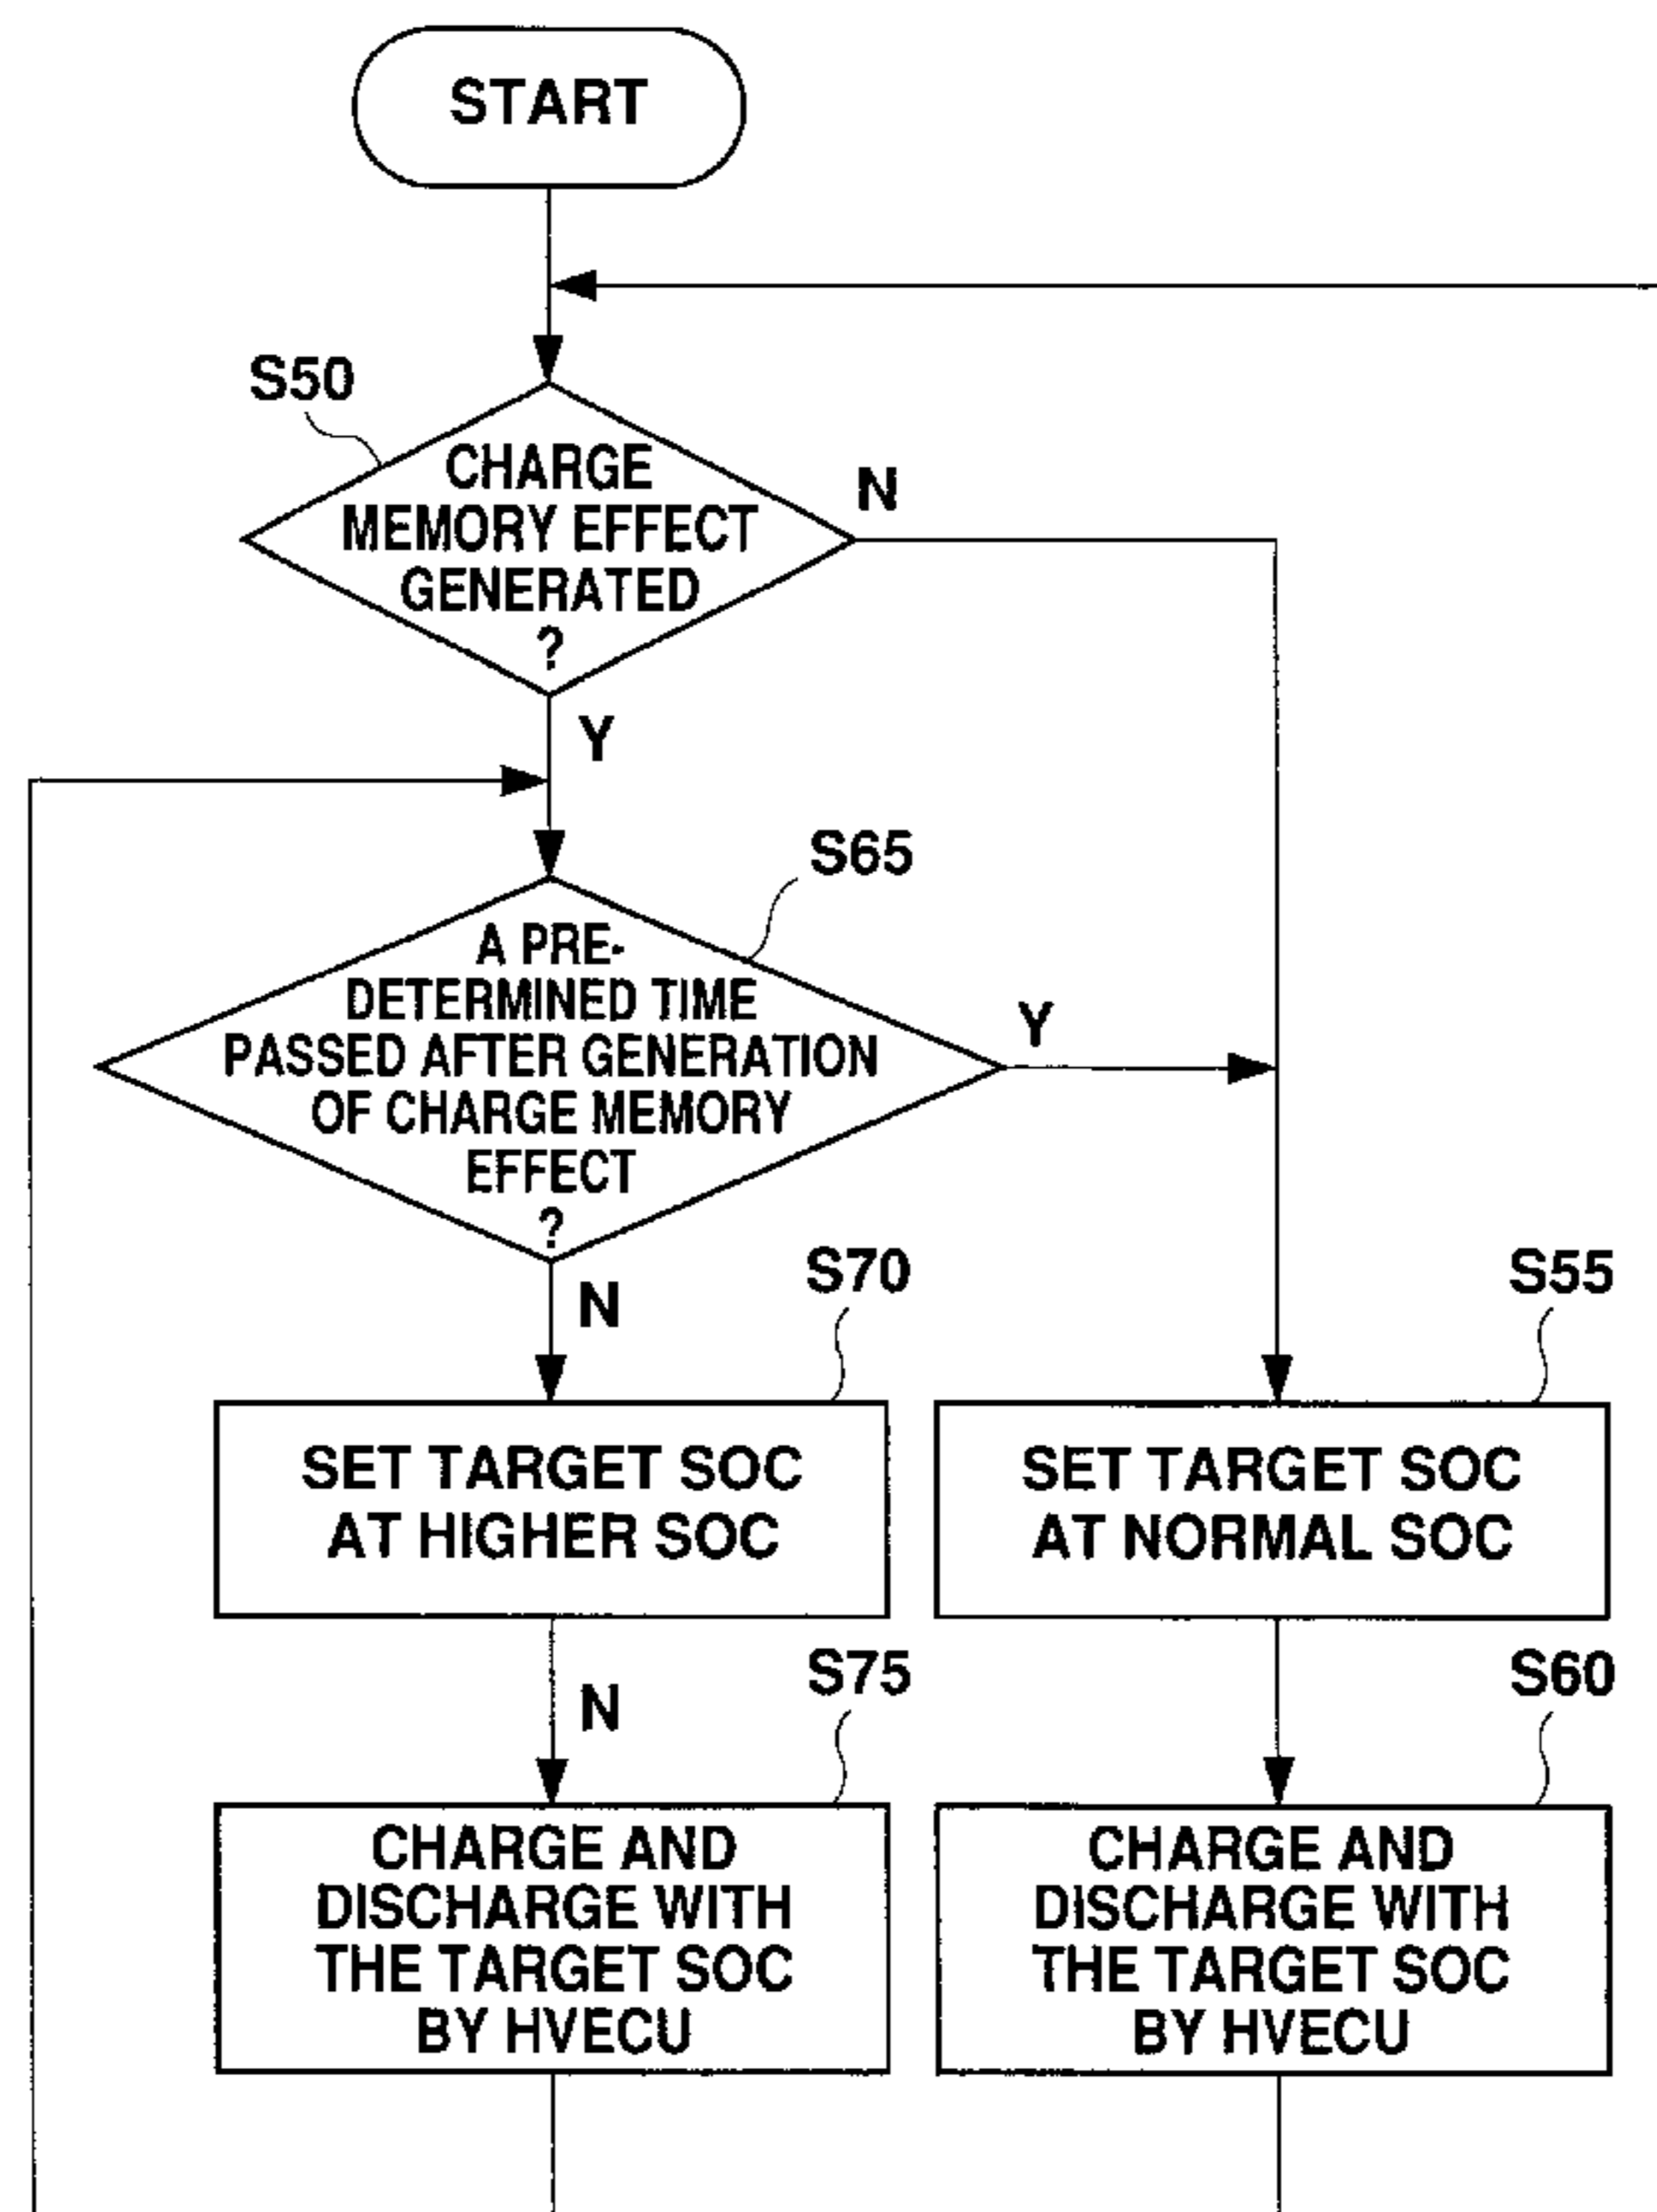 START
S50
CHARGE
MEMORY EFFECT
GENERATED
?
N
Y
S65
A PRE-
DETERMINED TIME
PASSED AFTER GENERATION
OF CHARGE MEMORY
EFFECT
?
Y
N
S70
SET TARGET SOC
AT HIGHER SOC
S55
SET TARGET SOC
AT NORMAL SOC
N
S75
CHARGE AND
DISCHARGE WITH
THE TARGET SOC
BY HVECU
S60
CHARGE AND
DISCHARGE WITH
THE TARGET SOC
BY HVECU